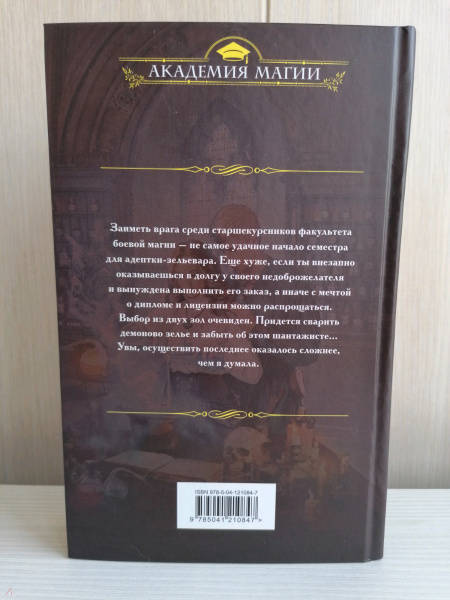 АКАДЕМИЯ МАГИИ
Заиметь врага среди старшекурсников факультета
боевой магии — не самое удачное начало семестра
для адептки-зельевара. Еще хуже, если ты внезапно
оказываешься в долгу у своего недоброжелателя
и вынуждена выполнить его заказ, а иначе с мечтой
о дипломе и лицензии можно распрощаться.
Выбор из двух зол очевиден. Придется сварить
демоново зелье и забыть об этом шантажисте...
Увы, осуществить последнее оказалось сложнее,
чем я думала.
ISBN 978-5-04-121084-7
9 785041 210847>